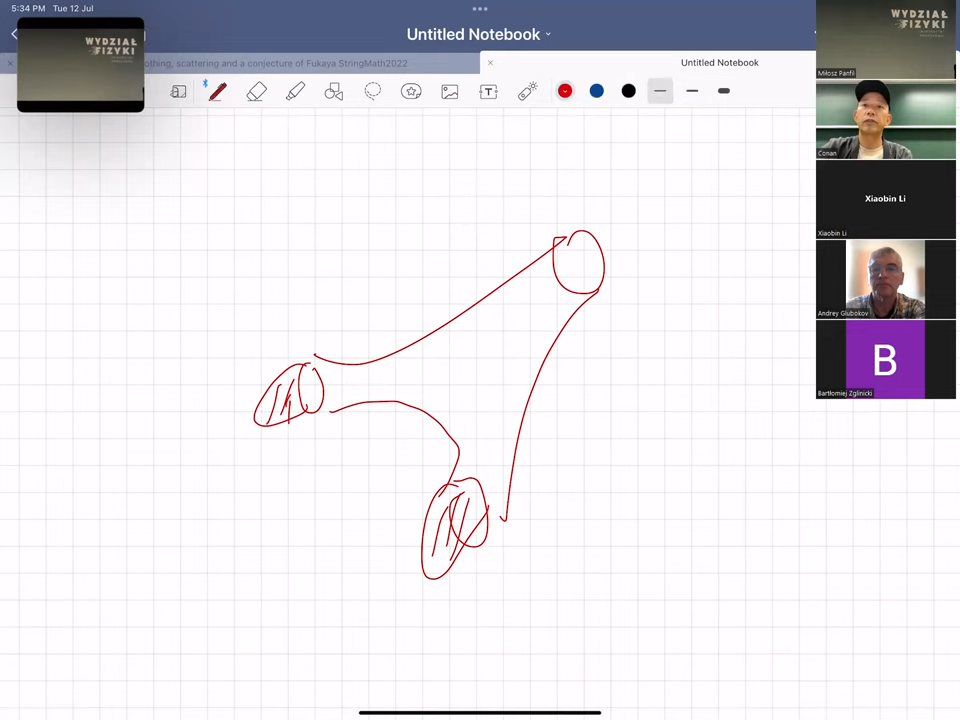 5:34 PM Tue 12 Jul
Untitled Notebook
WYDZIAŁ
FIZYKI
othing, scattering and a conjecture of Fukaya StringMath2022
Untitled Notebook
T
WYDZIAŁ
FIZYKI
Miłosz Panfil
Conan
Xiaobin Li
Xiaobin Li
Andrey Glubokov
B
Bartłomiej Zglinicki